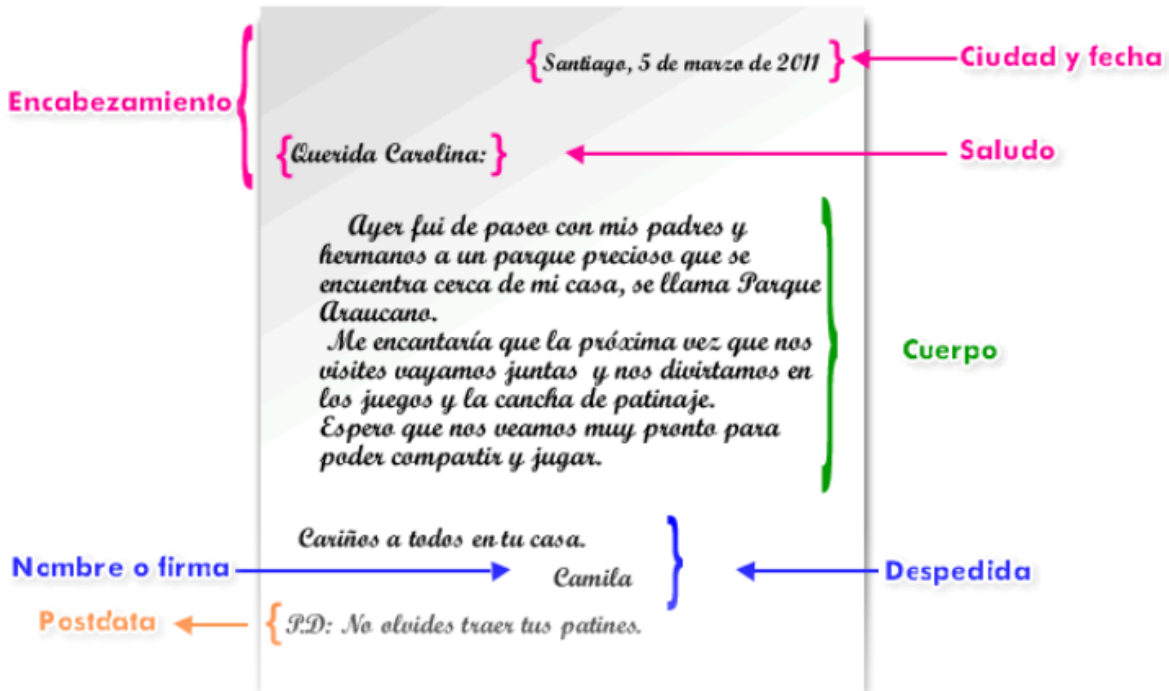 Santiago, 5 de marzo de 2011
Ciudad y fecha
Encabezamiento
Querida Carolina:
Saludo
Ayer fui de paseo con mis padres y
hermanos a un parque precioso que se
encuentra cerca de mi casa, se llama Parque
Araucano.
Me encantaría que la próxima vez que nos
visites vayamos juntas y nos divirtamos en
los juegos y la cancha de patinaje.
Espero que nos veamos muy pronto para
poder compartir y jugar.
Cuerpo
Cariños a todos en tu casa.
Nombre o firma
Camila
Despedida
Postdata
P.D: No olvides traer tus patines.